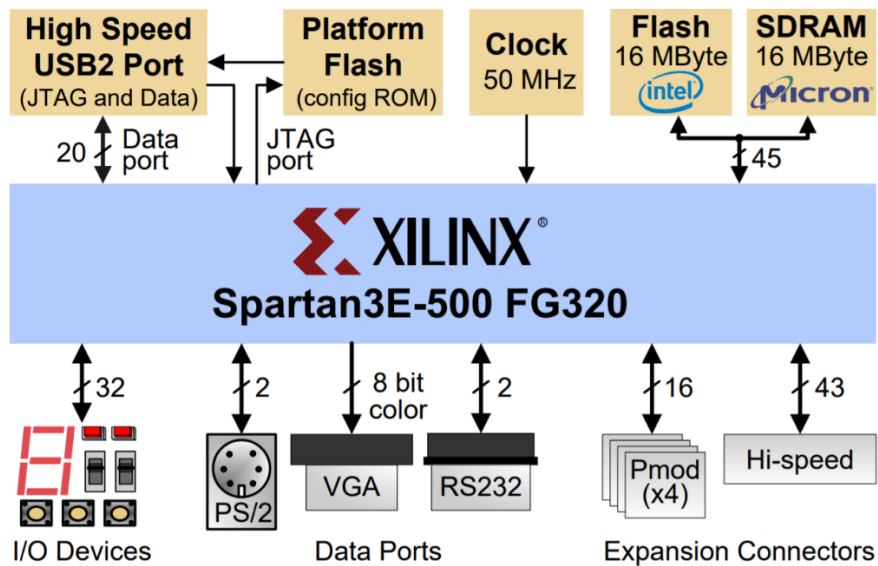 High Speed
USB2 Port
(JTAG and Data)
Platform
Flash
(config ROM)
Clock
50 MHz
Flash
16 MByte
intel
SDRAM
16 MByte
Micron
20
Data
port
JTAG
port
45
XILINX®
Spartan3E-500 FG320
32
2
8 bit
color
2
16
43
PS/2
VGA
RS232
Pmod
(x4)
Hi-speed
I/O Devices
Data Ports
Expansion Connectors